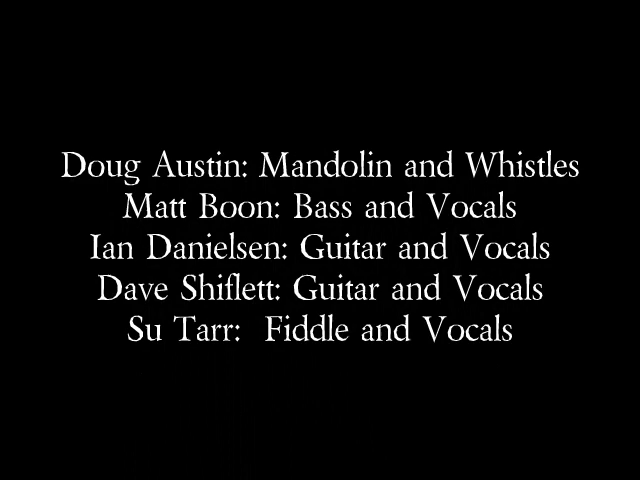 Doug Austin: Mandolin and Whistles
Matt Boon: Bass and Vocals
Ian Danielsen: Guitar and Vocals
Dave Shiflett: Guitar and Vocals
Su Tarr:  Fiddle and Vocals